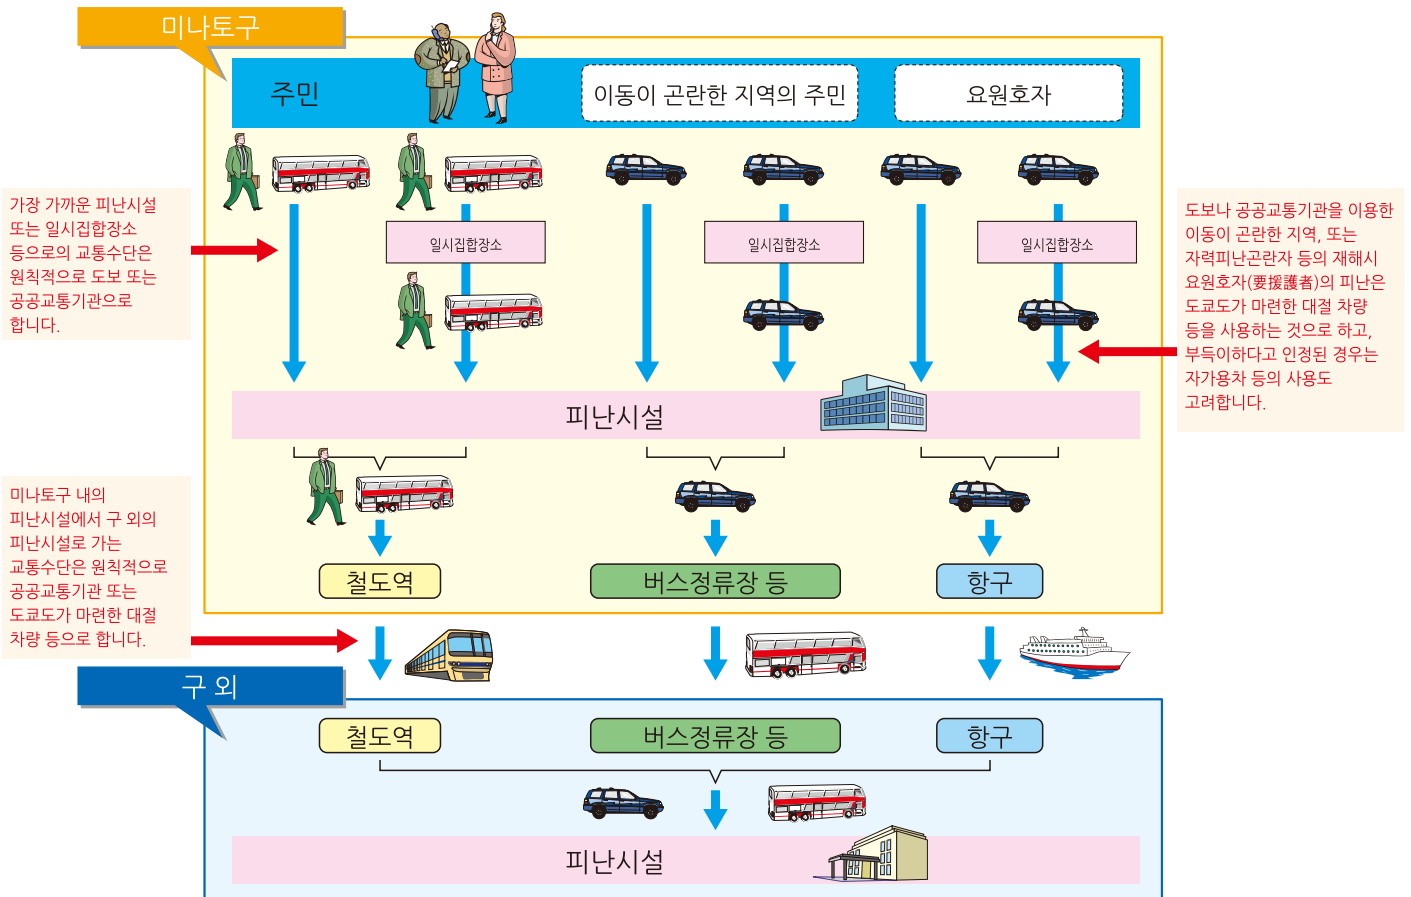 미나토구
주민
이동이 곤란한 지역의 주민
요원호자
가장 가까운 피난시설
또는 일시집합장소
등으로의 교통수단은
원칙적으로 도보 또는
공공교통기관으로
합니다.
일시집합장소
일시집합장소
일시집합장소
도보나 공공교통기관을 이용한
이동이 곤란한 지역, 또는
자력피난곤란자 등의 재해시
요원호자(要援護者)의 피난은
도쿄도가 마련한 대절 차량
등을 사용하는 것으로 하고,
부득이하다고 인정된 경우는
자가용차 등의 사용도
고려합니다.
피난시설
미나토구 내의
피난시설에서 구 외의
피난시설로 가는
교통수단은 원칙적으로
공공교통기관 또는
도쿄도가 마련한 대절
차량 등으로 합니다.
철도역
버스정류장 등
항구
구 외
철도역
버스정류장 등
항구
피난시설